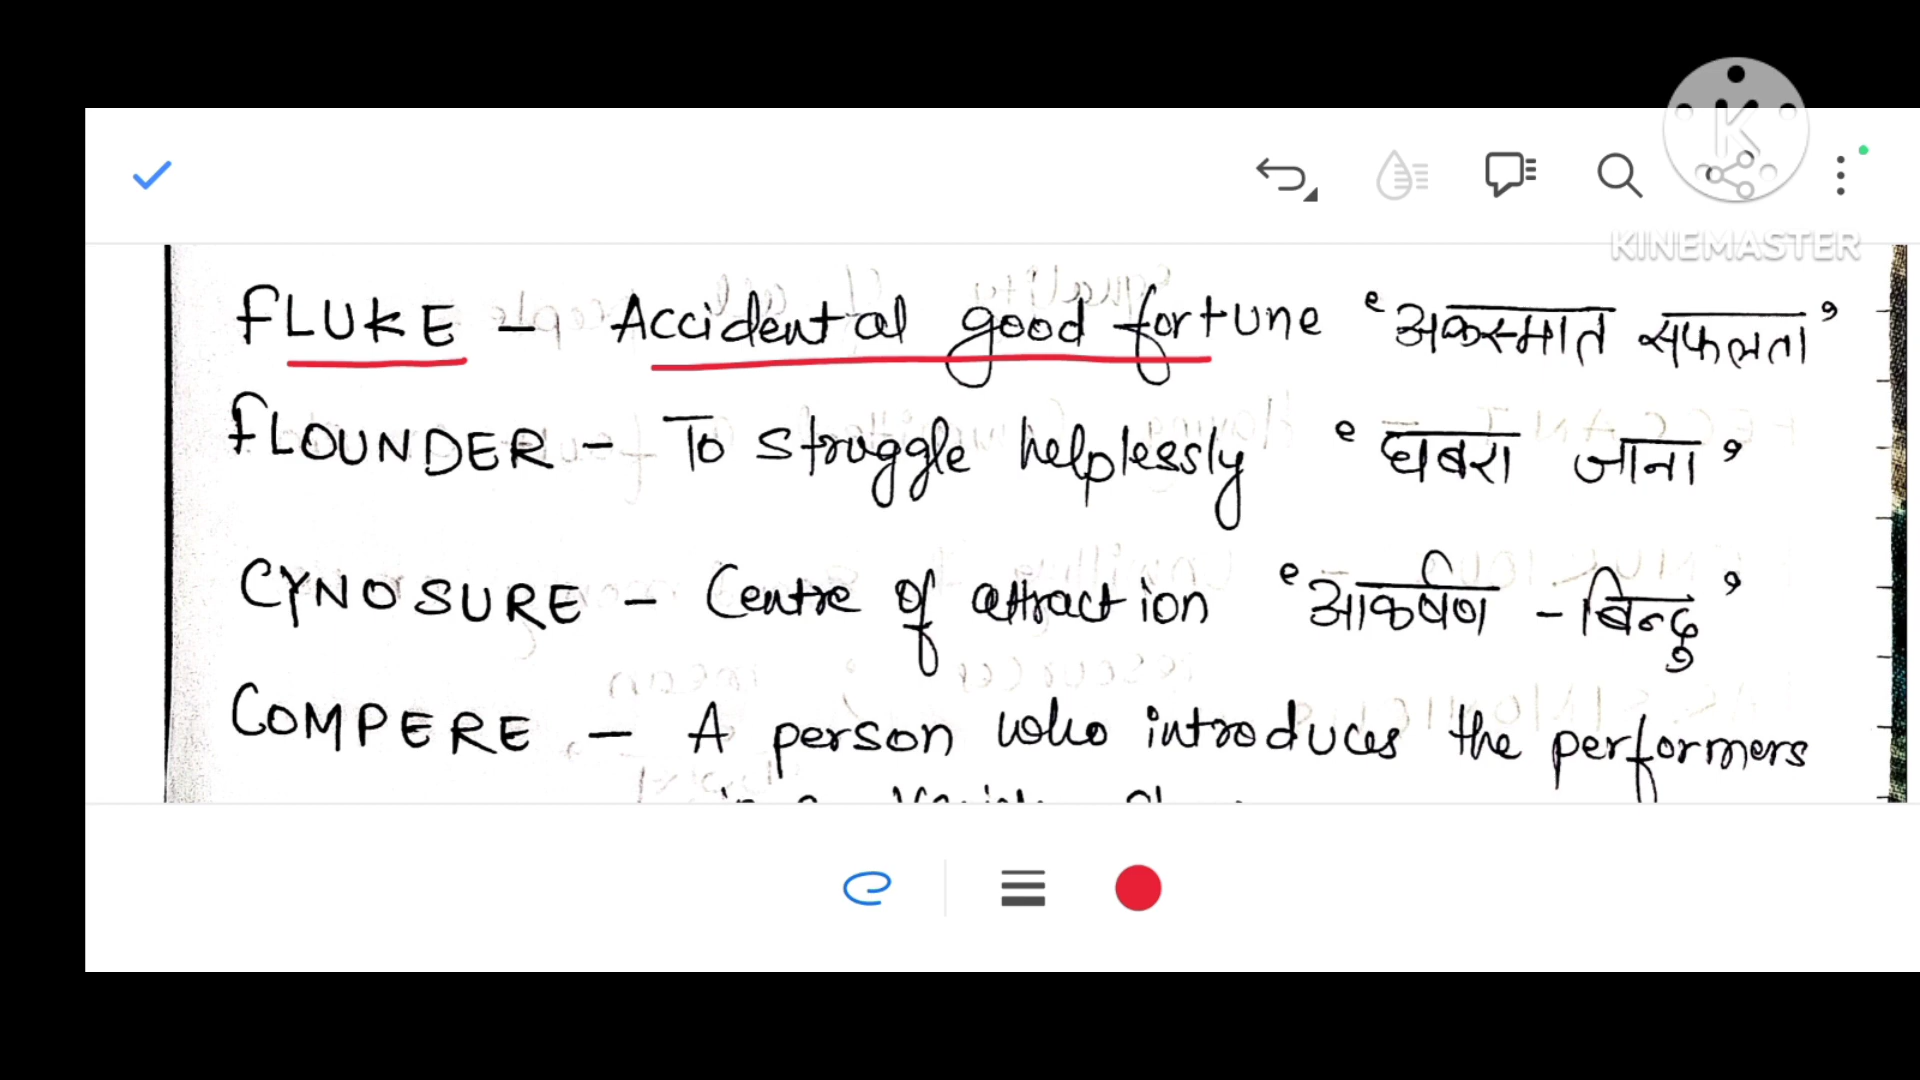 KINEMASTER
FLUKE - Accidental good fortune 'अकस्मात सफलता'
FLOUNDER - To struggle helplessly 'घबरा जाना'
CYNOSURE - Centre of attraction 'आकर्षण - बिन्दु'
COMPERE - A person who introduces the performers